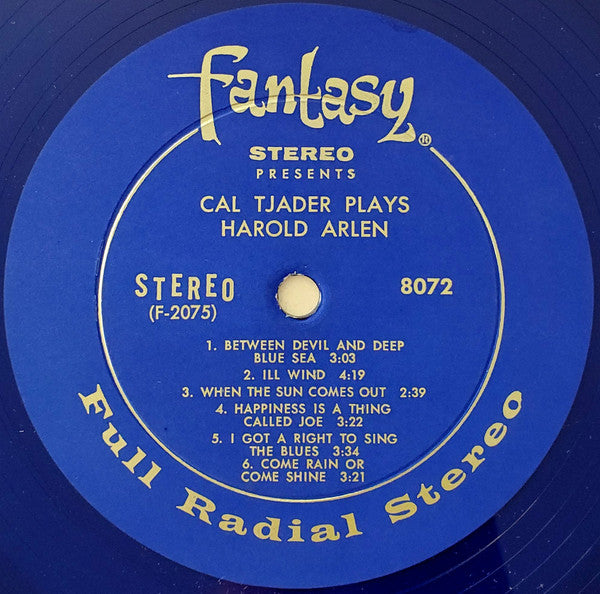 fantasy®
STEREO
PRESENTS
CAL TJADER PLAYS
HAROLD ARLEN
STEREO
(F-2075)
8072
1. BETWEEN DEVIL AND DEEP
BLUE SEA 3:03
2. ILL WIND 4:19
3. WHEN THE SUN COMES OUT 2:39
4. HAPPINESS IS A THING
CALLED JOE 3:22
5. I GOT A RIGHT TO SING
THE BLUES 3:34
6. COME RAIN OR
COME SHINE 3:21
Full Radial Stereo